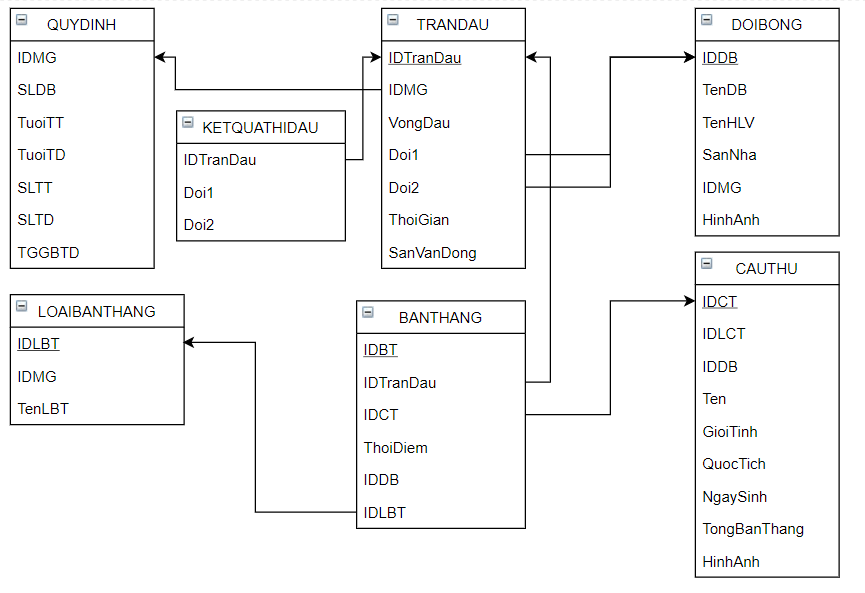 QUYDINH
IDMG
SLDB
TuoiTT
TuoiTD
SLTT
SLTD
TGGBTD
KETQUATHIDAU
IDTranDau
Doi1
Doi2
TRANDAU
IDTranDau
IDMG
VongDau
Doi1
Doi2
ThoiGian
SanVanDong
DOIBONG
IDDB
TenDB
TenHLV
SanNha
IDMG
HinhAnh
LOAIBANTHANG
IDLBT
IDMG
TenLBT
BANTHANG
IDBT
IDTranDau
IDCT
ThoiDiem
IDDB
IDLBT
CAUTHU
IDCT
IDLCT
IDDB
Ten
GioiTinh
QuocTich
NgaySinh
TongBanThang
HinhAnh